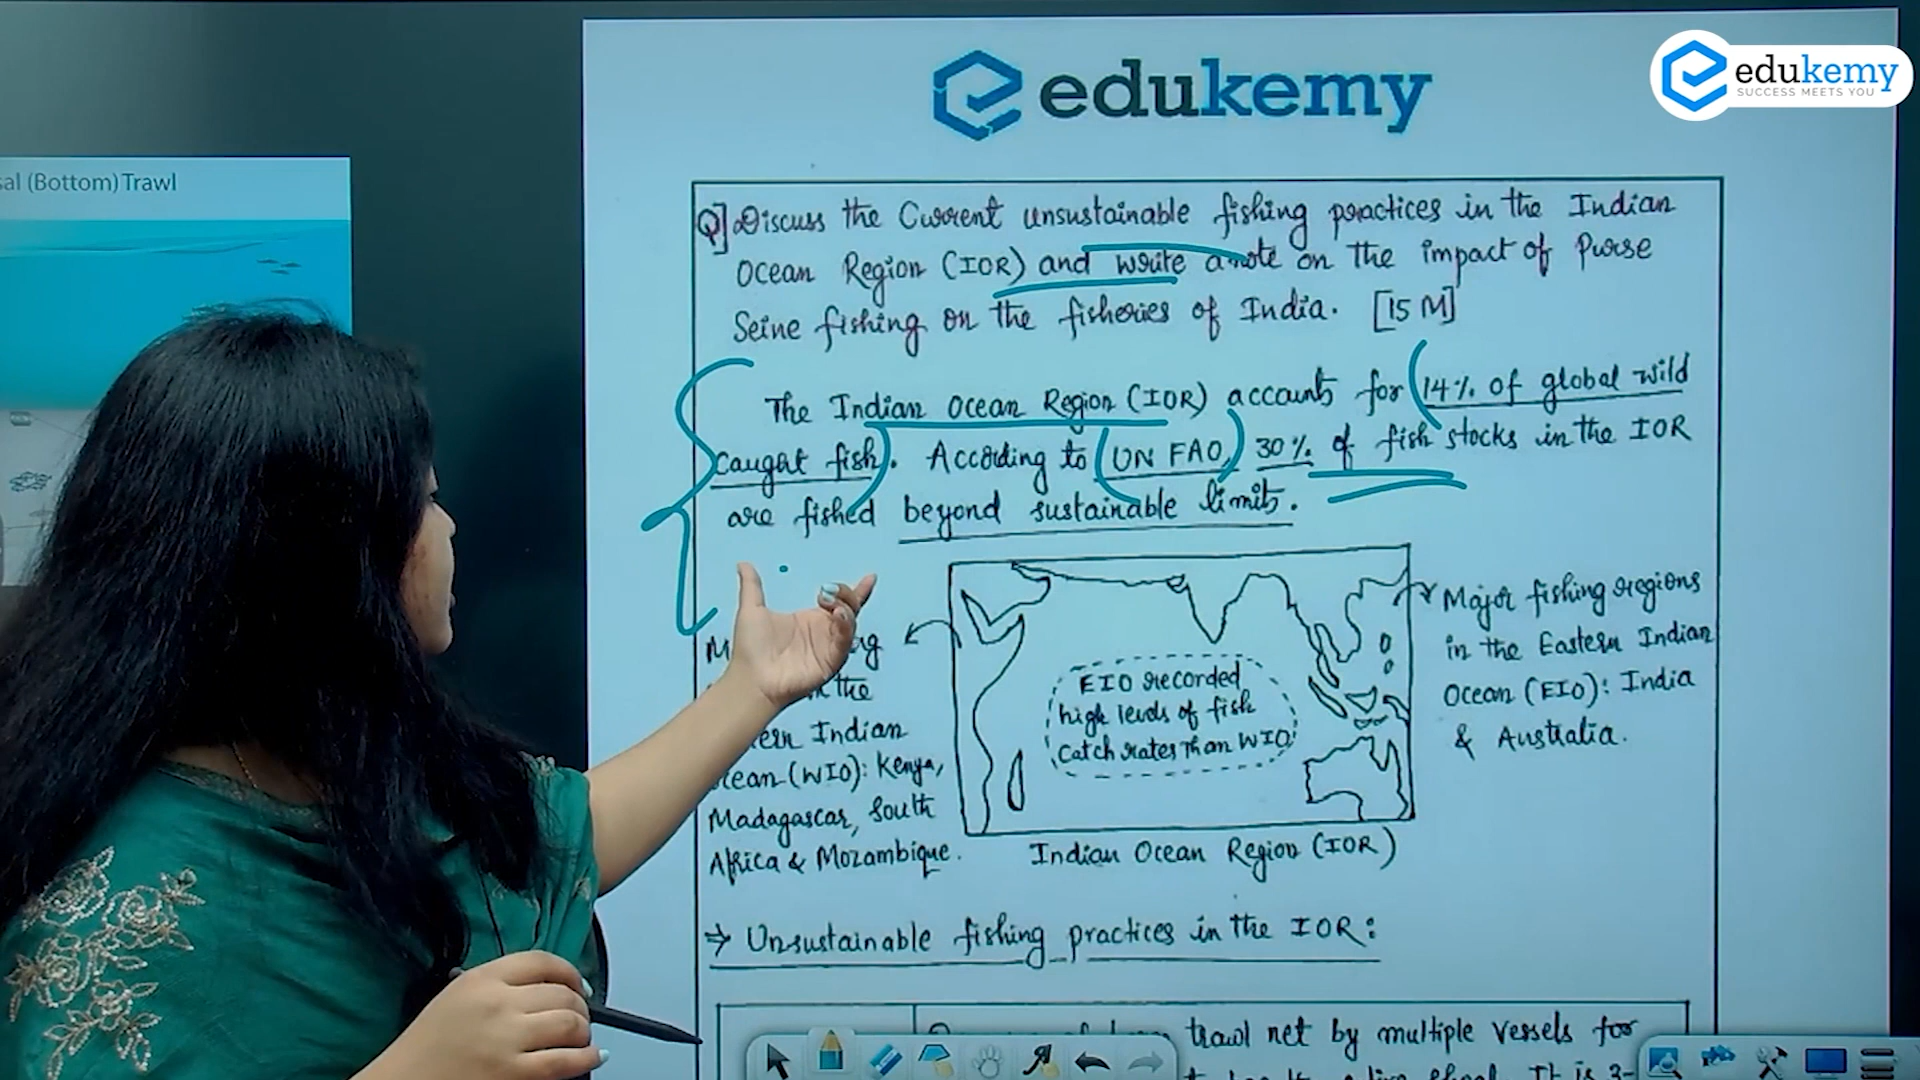 edukemy
SUCCESS MEETS YOU
edukemy
sal (Bottom) Trawl
Q] Discuss the Current unsustainable fishing practices in the Indian
Ocean Region (IOR) and write a note on the impact of Purse
Seine fishing on the fisheries of India. [15 M]
The Indian Ocean Region (IOR) accounts for 14% of global wild
caught fish. According to UN FAO, 30% of fish stocks in the IOR
are fished beyond sustainable limits.
the
Indian
(WIO): Kenya,
Madagascar, South
Africa & Mozambique.
EIO recorded
high levels of fish
Catch rates Than WIO
Indian Ocean Region (IOR)
Major fishing regions
in the Eastern Indian
Ocean (EIO): India
& Australia.
⇒ Unsustainable fishing practices in the IOR:
trawl net by multiple vessels for
It is 3-